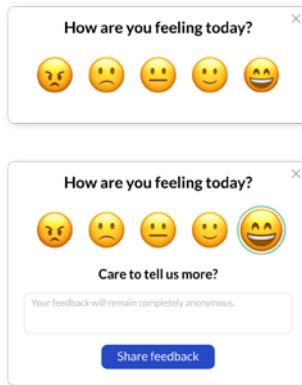 How are you feeling today?
How are you feeling today?
Care to tell us more?
Your feedback will remain completely anonymous.
Share feedback